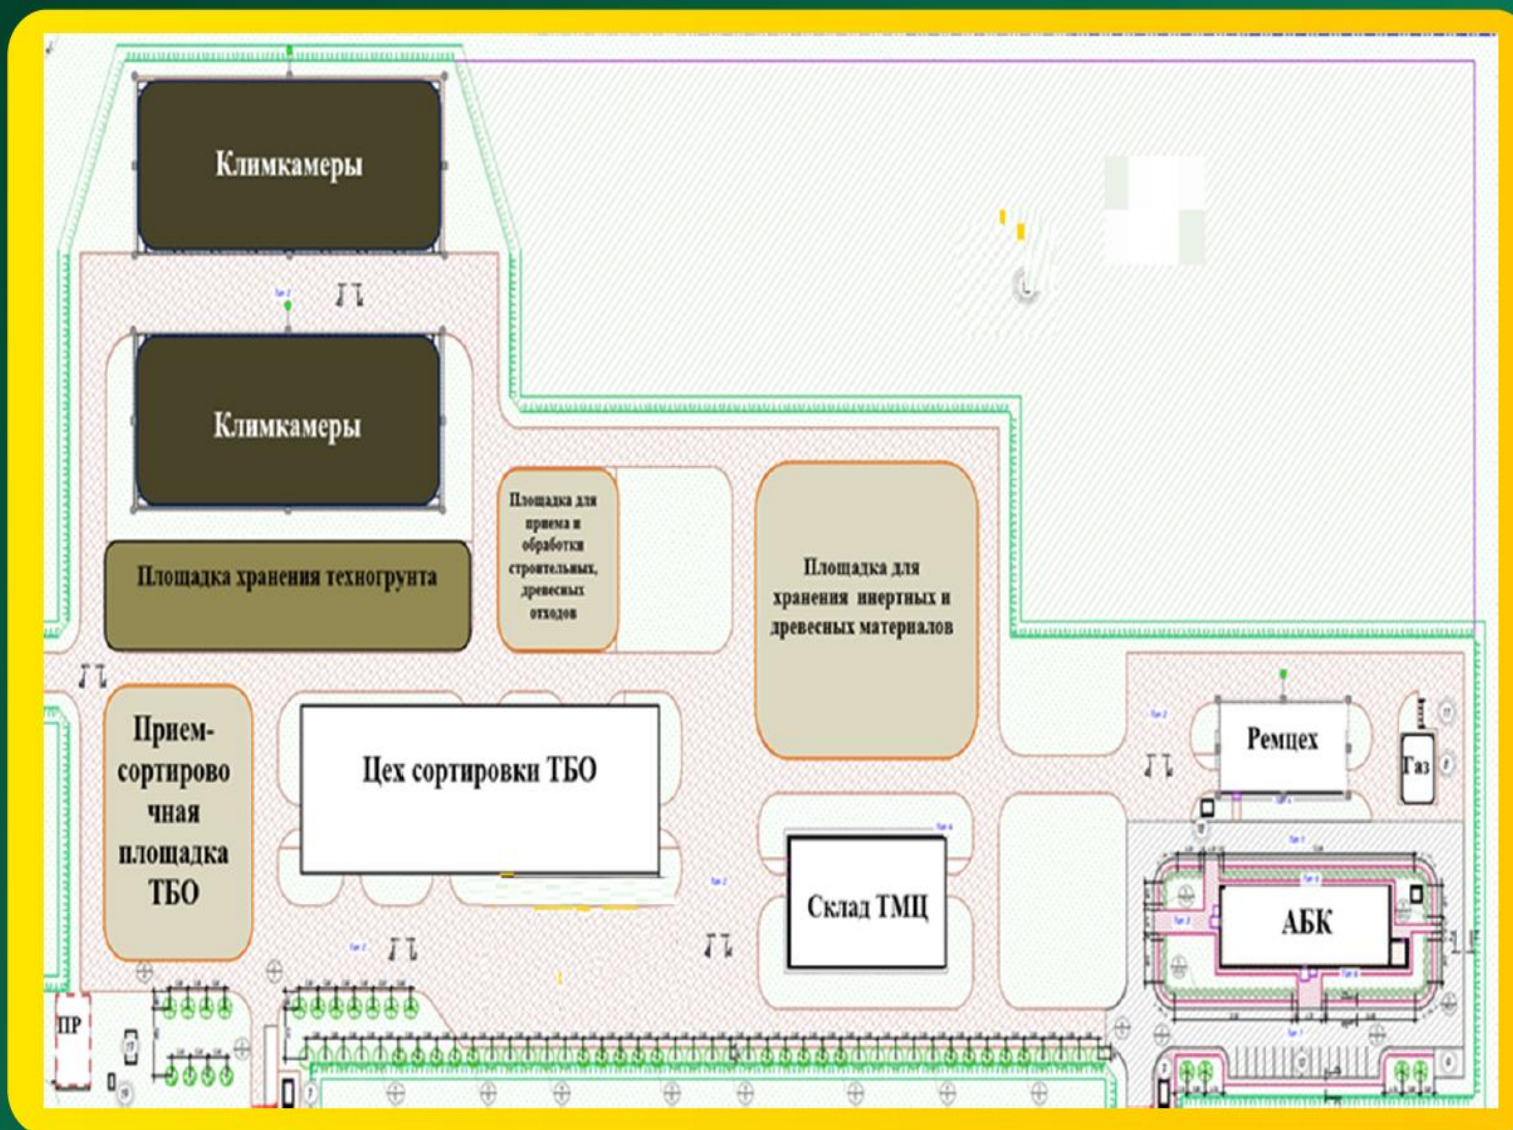 Климкамеры
Климкамеры
Площадка для
приема и
обработки
строительных,
древесных
отходов
Площадка для
хранения инертных и
древесных материалов
Площадка хранения техногрунта
Прием-
сортирово
чная
площадка
ТБО
Цех сортировки ТБО
Ремцех
Газ
Склад ТМЦ
АБК
ПР